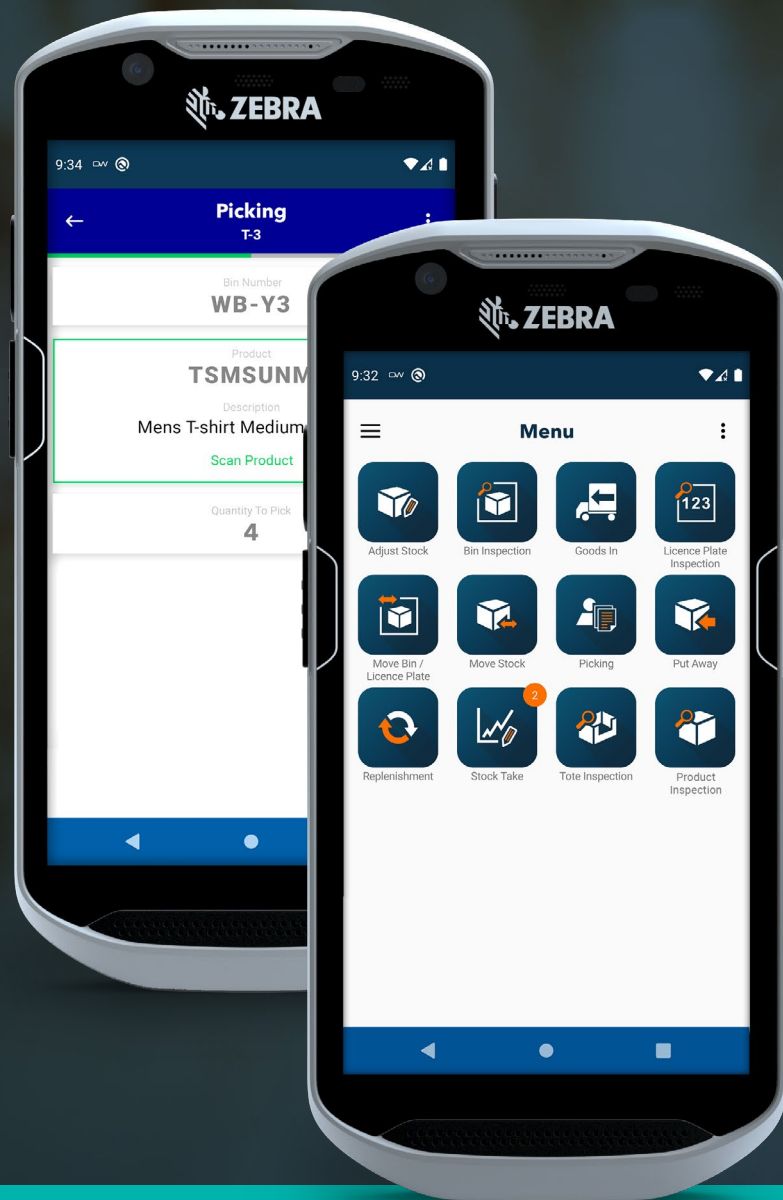 ZEBRA
9:34
Picking
T-3
Bin Number
WB-Y3
Product
TSMSUNM
Description
Mens T-shirt Medium
Scan Product
Quantity To Pick
4
ZEBRA
9:32
Menu
123
Adjust Stock
Bin Inspection
Goods In
Licence Plate
Inspection
Move Bin /
Licence Plate
Move Stock
Picking
Put Away
2
Replenishment
Stock Take
Tote Inspection
Product
Inspection